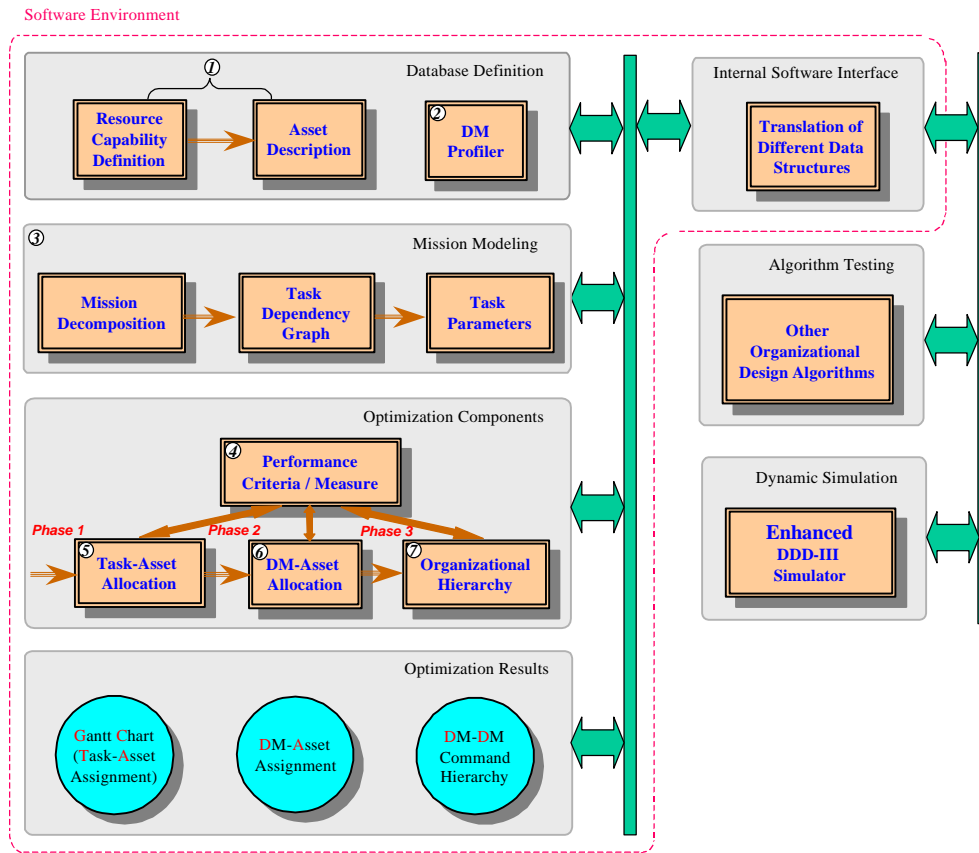 Software Environment
Database Definition
1
Resource
Capability
Definition
Asset
Description
2
DM
Profiler
Internal Software Interface
Translation of
Different Data
Structures
3
Mission Modeling
Mission
Decomposition
Task
Dependency
Graph
Task
Parameters
Algorithm Testing
Other
Organizational
Design Algorithms
Optimization Components
4
Performance
Criteria / Measure
Phase 1
Phase 2
Phase 3
5
Task-Asset
Allocation
6
DM-Asset
Allocation
7
Organizational
Hierarchy
Dynamic Simulation
Enhanced
DDD-III
Simulator
Optimization Results
Gantt Chart
(Task-Asset
Assignment)
DM-Asset
Assignment
DM-DM
Command
Hierarchy